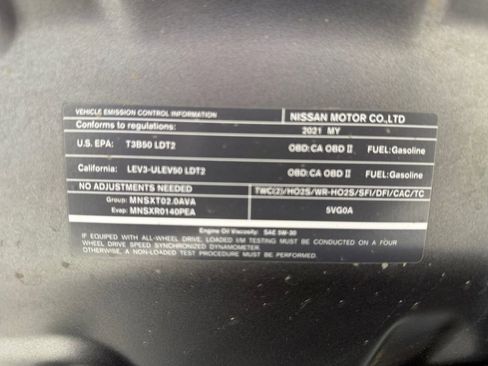 VEHICLE EMISSION CONTROL INFORMATION NISSAN MOTOR CO.,LTD
Conforms to regulations: 2021 MY
U.S. EPA: T3B50 LDT2 OBD:CA OBD II FUEL:Gasoline
California: LEV3-ULEV50 LDT2 OBD:CA OBD II FUEL:Gasoline
NO ADJUSTMENTS NEEDED TWC(2)/HO2S/WR-HO2S/SFI/DFI/CAC/TC
Group: MNSXT02.0AVA
Evap: MNSXR0140PEA 5VG0A
Engine Oil Viscosity: SAE 5W-30
IF EQUIPPED WITH ALL-WHEEL DRIVE, LOADED I/M TESTING MUST BE CONDUCTED ON A FOUR
WHEEL DRIVE SPEED SYNCHRONIZED DYNAMOMETER.
OTHERWISE, A NON-LOADED TEST PROCEDURE MUST BE USED.